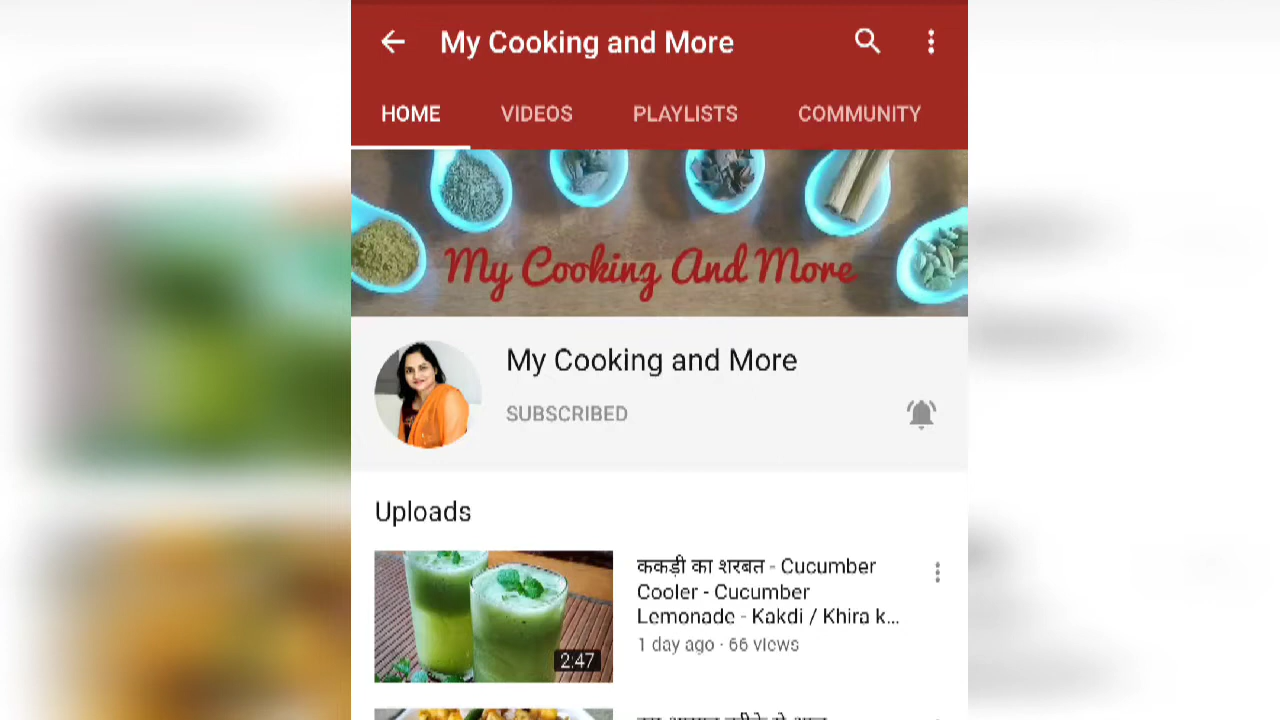 My Cooking and More
HOME VIDEOS PLAYLISTS COMMUNITY
My Cooking And More
My Cooking and More
SUBSCRIBED
Uploads
ककड़ी का शरबत - Cucumber
Cooler - Cucumber
Lemonade - Kakdi / Khira k...
1 day ago · 66 views
2:47